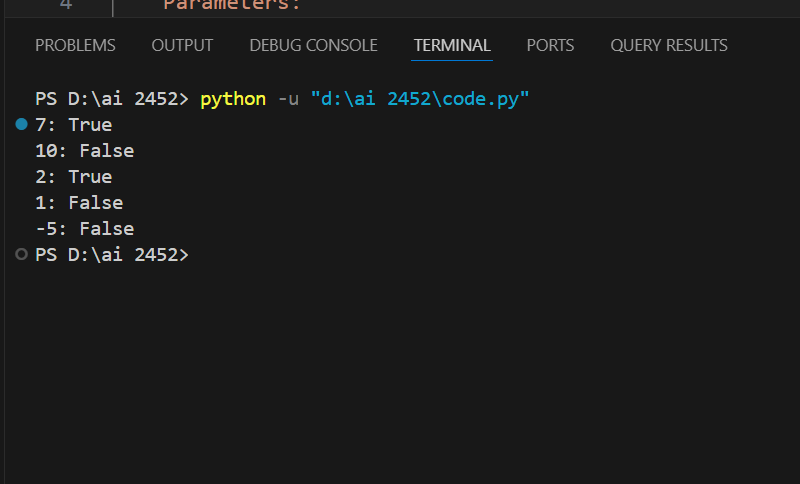 4 Parameters:
PROBLEMS OUTPUT DEBUG CONSOLE TERMINAL PORTS QUERY RESULTS
PS D:\ai 2452> python -u "d:\ai 2452\code.py"
7: True
10: False
2: True
1: False
-5: False
PS D:\ai 2452>